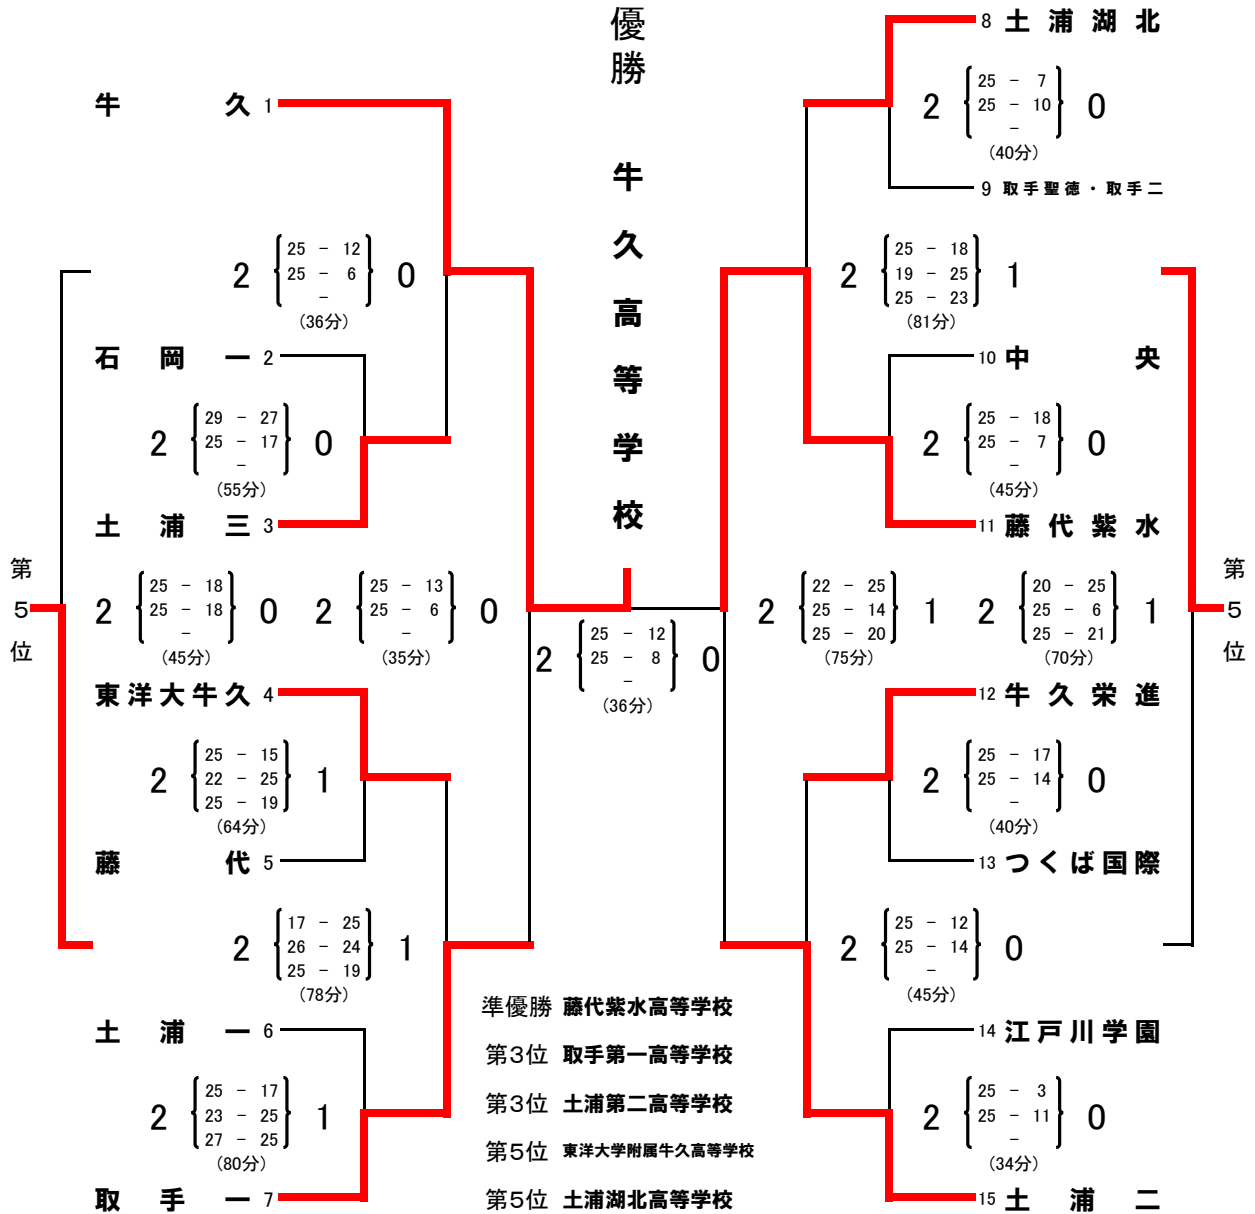 優勝 牛久高等学校
牛久 1
2 25 - 12 0
25 - 6
-
(36分)
石岡一 2
2 29 - 27 0
25 - 17
-
(55分)
土浦三 3
第5位
2 25 - 18 0
25 - 18
-
(45分)
2 25 - 13 0
25 - 6
-
(35分)
東洋大牛久 4
2 25 - 15 1
22 - 25
25 - 19
(64分)
藤代 5
2 17 - 25 1
26 - 24
25 - 19
(78分)
土浦一 6
2 25 - 17 1
23 - 25
27 - 25
(80分)
取手一 7
2 25 - 12 0
25 - 8
-
(36分)
8 土浦湖北
2 25 - 7 0
25 - 10
-
(40分)
9 取手聖徳・取手二
2 25 - 18 1
19 - 25
25 - 23
(81分)
10 中央
2 25 - 18 0
25 - 7
-
(45分)
11 藤代紫水
2 22 - 25 1
25 - 14
25 - 20
(75分)
2 20 - 25 1
25 - 6
25 - 21
(70分)
第5位
12 牛久栄進
2 25 - 17 0
25 - 14
-
(40分)
13 つくば国際
2 25 - 12 0
25 - 14
-
(45分)
14 江戸川学園
2 25 - 3 0
25 - 11
-
(34分)
15 土浦二
準優勝 藤代紫水高等学校
第3位 取手第一高等学校
第3位 土浦第二高等学校
第5位 東洋大学附属牛久高等学校
第5位 土浦湖北高等学校